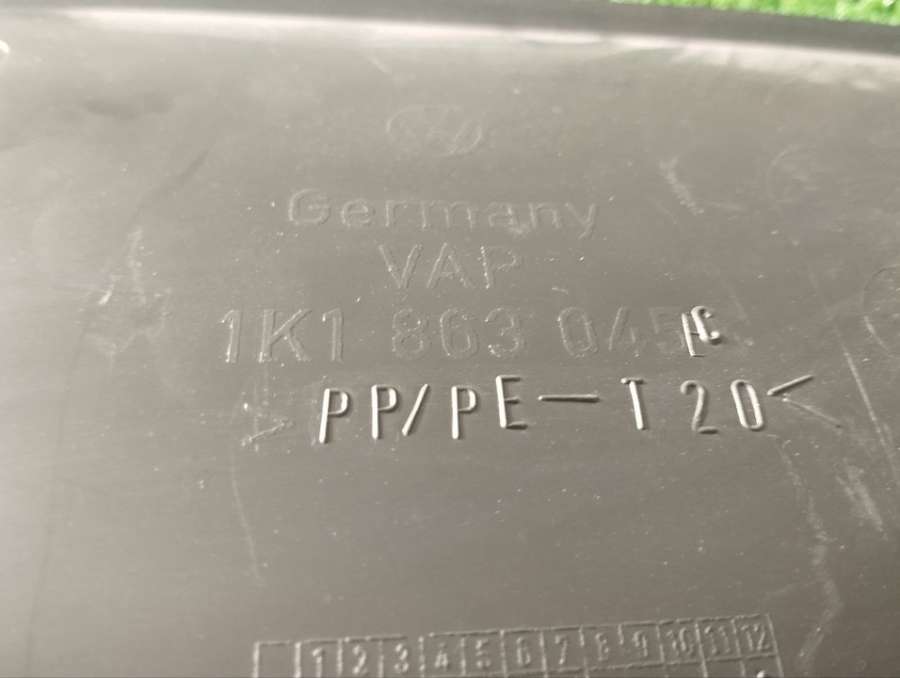 Germany
VAP
1K1 863 045 C
>PP/PE-T20<
1 2 3 4 5 6 7 8 9 10 11 12